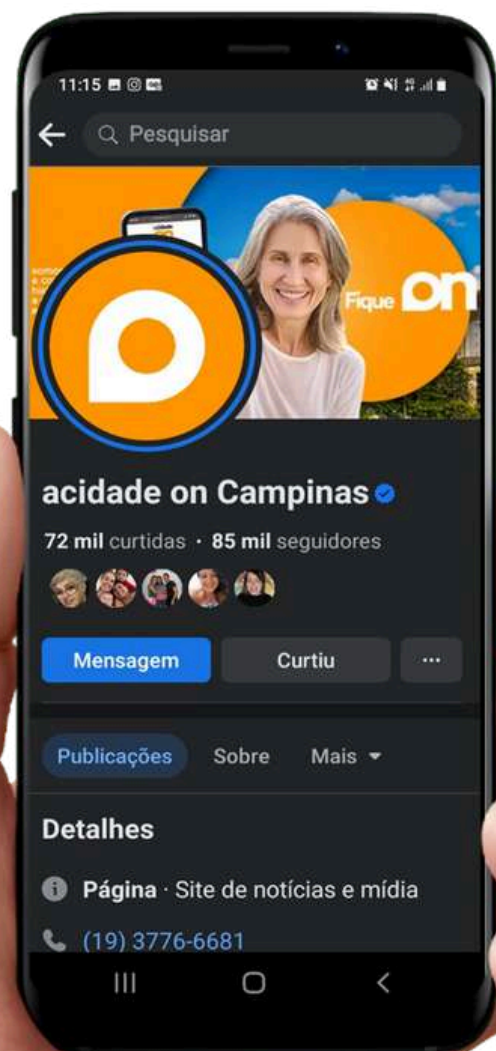 11:15
Pesquisar
Fique on
acidade on Campinas
72 mil curtidas · 85 mil seguidores
Mensagem
Curtiu
...
Publicações
Sobre
Mais
Detalhes
Página · Site de notícias e mídia
(19) 3776-6681